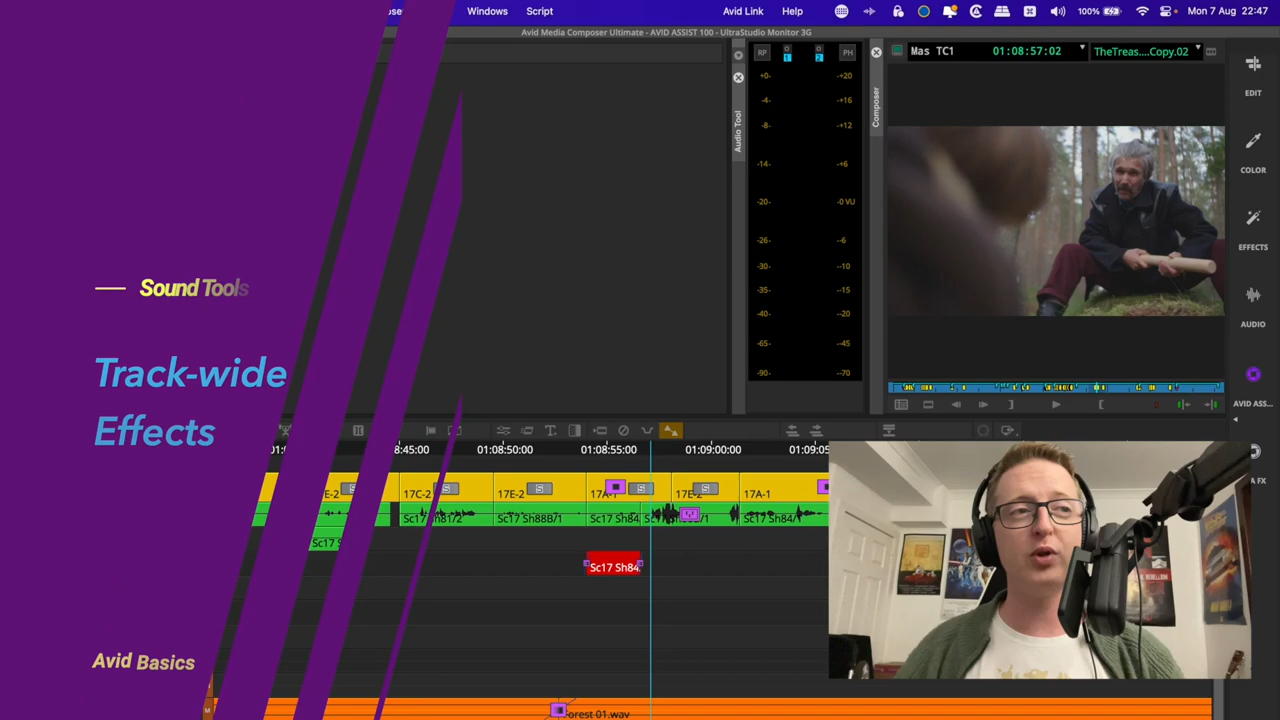 Windows Script Avid Link Help 100% Mon 7 Aug 22:47
Avid Media Composer Ultimate - AVID ASSIST 100 - UltraStudio Monitor 3G
RP PH
Mas TC1 01:08:57:02 TheTreas....Copy.02
Audio Tool
Composer
+0- -+20
-4- -+16
-8- -+12
-14- -+6
-20- -0 VU
-26- --6
-30- --10
-35- --15
-40- --20
-65- --45
-90- --70
EDIT
COLOR
EFFECTS
AUDIO
AVID ASS...
A FX
Sound Tools
Track-wide
Effects
Avid Basics
8:45:00 01:08:50:00 01:08:55:00 01:09:00:00 01:09:05
E-2 17C-2 17E-2 17A-1 17E-2 17A-1
Sc17 Sh81/2 Sc17 Sh88B/1 Sc17 Sh84 Sc17 Sh84/
Sc17 S
Sc17 Sh84
M
orest 01.wav
REBELLION